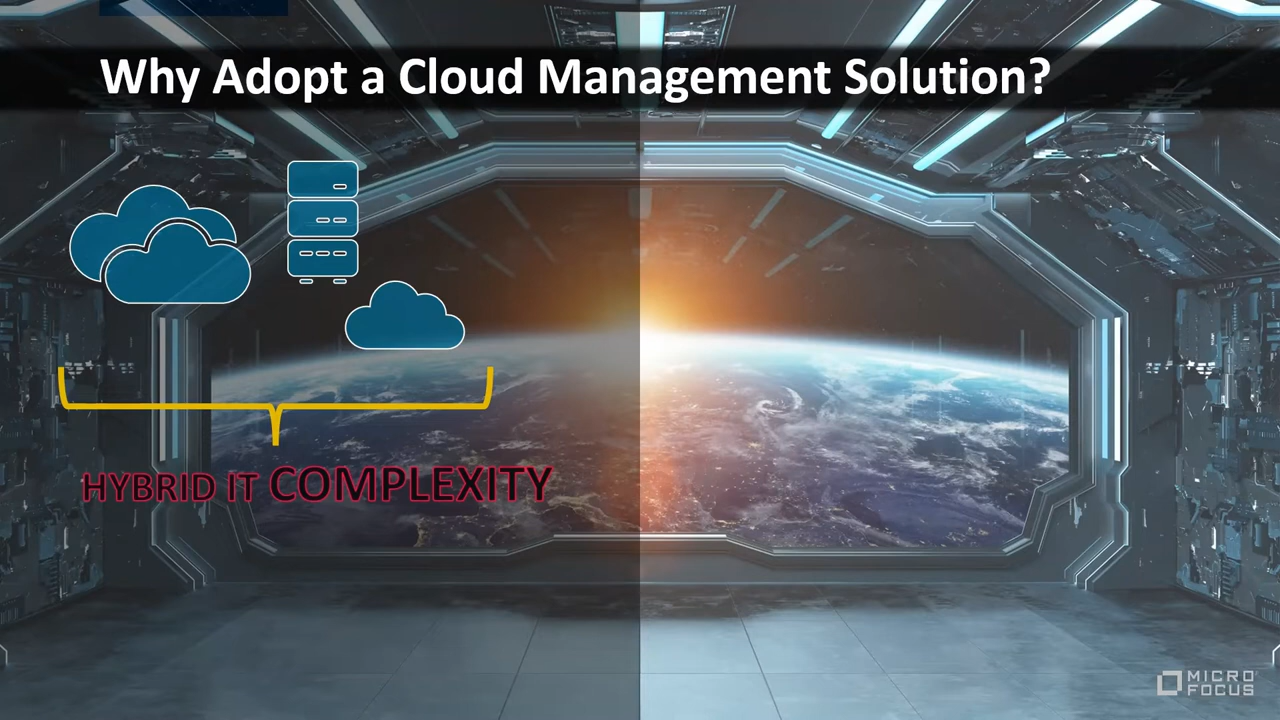 Why Adopt a Cloud Management Solution?
HYBRID IT COMPLEXITY
MICRO
FOCUS